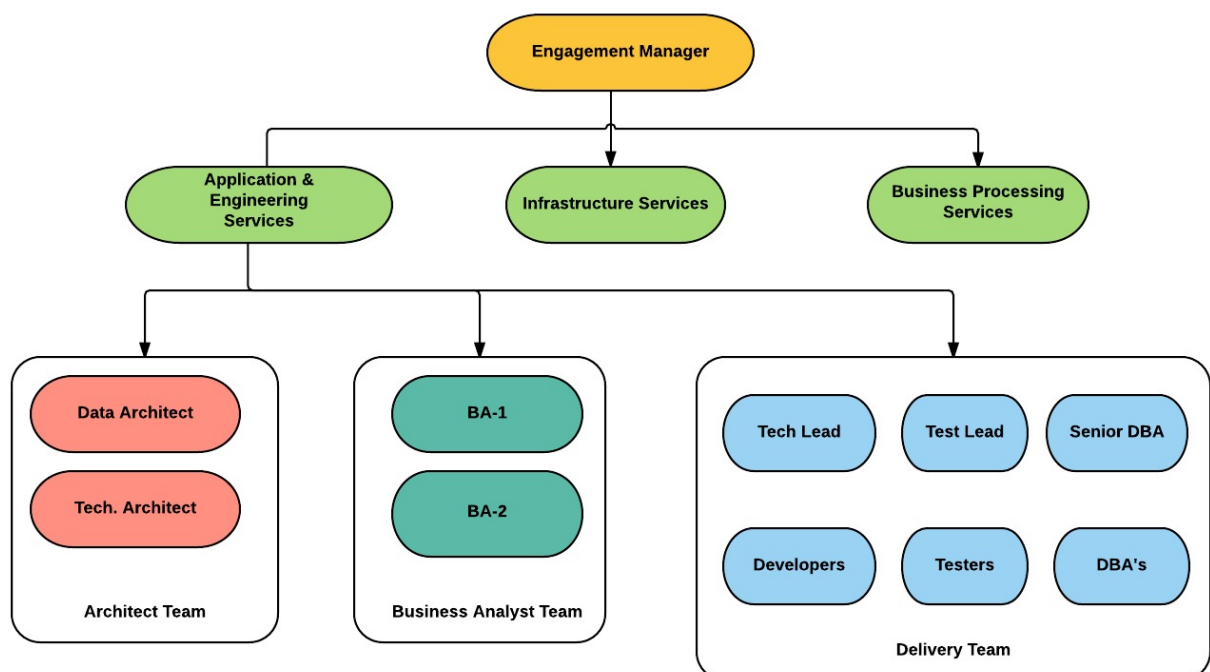 Engagement Manager
Application &
Engineering
Services
Infrastructure Services
Business Processing
Services
Data Architect
Tech. Architect
Architect Team
BA-1
BA-2
Business Analyst Team
Tech Lead
Test Lead
Senior DBA
Developers
Testers
DBA's
Delivery Team